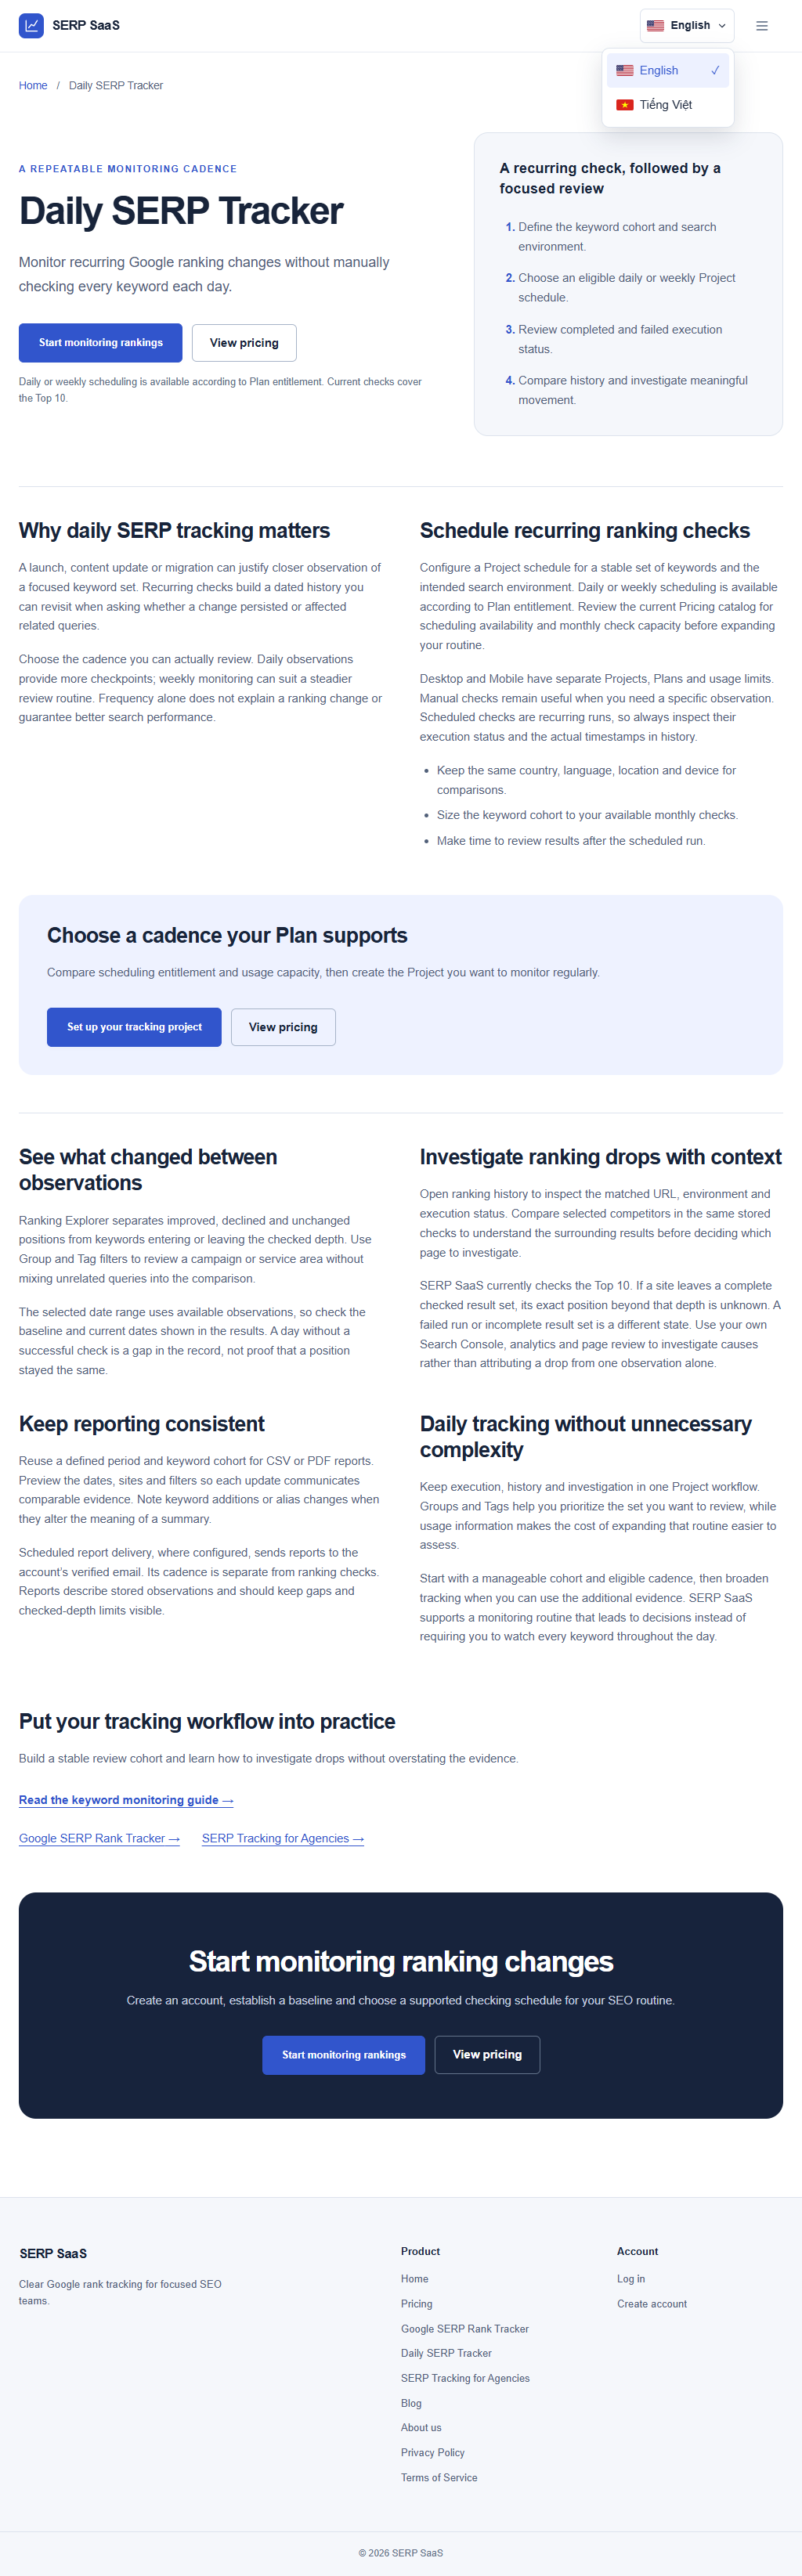 SERP SaaS
English
English ✓
Tiếng Việt
Home / Daily SERP Tracker
A REPEATABLE MONITORING CADENCE
Daily SERP Tracker
Monitor recurring Google ranking changes without manually
checking every keyword each day.
Start monitoring rankings
View pricing
Daily or weekly scheduling is available according to Plan entitlement. Current checks cover
the Top 10.
A recurring check, followed by a
focused review
1. Define the keyword cohort and search
environment.
2. Choose an eligible daily or weekly Project
schedule.
3. Review completed and failed execution
status.
4. Compare history and investigate meaningful
movement.
Why daily SERP tracking matters
A launch, content update or migration can justify closer observation of
a focused keyword set. Recurring checks build a dated history you
can revisit when asking whether a change persisted or affected
related queries.
Choose the cadence you can actually review. Daily observations
provide more checkpoints; weekly monitoring can suit a steadier
review routine. Frequency alone does not explain a ranking change or
guarantee better search performance.
Schedule recurring ranking checks
Configure a Project schedule for a stable set of keywords and the
intended search environment. Daily or weekly scheduling is available
according to Plan entitlement. Review the current Pricing catalog for
scheduling availability and monthly check capacity before expanding
your routine.
Desktop and Mobile have separate Projects, Plans and usage limits.
Manual checks remain useful when you need a specific observation.
Scheduled checks are recurring runs, so always inspect their
execution status and the actual timestamps in history.
• Keep the same country, language, location and device for
comparisons.
• Size the keyword cohort to your available monthly checks.
• Make time to review results after the scheduled run.
Choose a cadence your Plan supports
Compare scheduling entitlement and usage capacity, then create the Project you want to monitor regularly.
Set up your tracking project
View pricing
See what changed between
observations
Ranking Explorer separates improved, declined and unchanged
positions from keywords entering or leaving the checked depth. Use
Group and Tag filters to review a campaign or service area without
mixing unrelated queries into the comparison.
The selected date range uses available observations, so check the
baseline and current dates shown in the results. A day without a
successful check is a gap in the record, not proof that a position
stayed the same.
Investigate ranking drops with context
Open ranking history to inspect the matched URL, environment and
execution status. Compare selected competitors in the same stored
checks to understand the surrounding results before deciding which
page to investigate.
SERP SaaS currently checks the Top 10. If a site leaves a complete
checked result set, its exact position beyond that depth is unknown. A
failed run or incomplete result set is a different state. Use your own
Search Console, analytics and page review to investigate causes
rather than attributing a drop from one observation alone.
Keep reporting consistent
Reuse a defined period and keyword cohort for CSV or PDF reports.
Preview the dates, sites and filters so each update communicates
comparable evidence. Note keyword additions or alias changes when
they alter the meaning of a summary.
Scheduled report delivery, where configured, sends reports to the
account’s verified email. Its cadence is separate from ranking checks.
Reports describe stored observations and should keep gaps and
checked-depth limits visible.
Daily tracking without unnecessary
complexity
Keep execution, history and investigation in one Project workflow.
Groups and Tags help you prioritize the set you want to review, while
usage information makes the cost of expanding that routine easier to
assess.
Start with a manageable cohort and eligible cadence, then broaden
tracking when you can use the additional evidence. SERP SaaS
supports a monitoring routine that leads to decisions instead of
requiring you to watch every keyword throughout the day.
Put your tracking workflow into practice
Build a stable review cohort and learn how to investigate drops without overstating the evidence.
Read the keyword monitoring guide →
Google SERP Rank Tracker →
SERP Tracking for Agencies →
Start monitoring ranking changes
Create an account, establish a baseline and choose a supported checking schedule for your SEO routine.
Start monitoring rankings
View pricing
SERP SaaS
Clear Google rank tracking for focused SEO
teams.
Product
Home
Pricing
Google SERP Rank Tracker
Daily SERP Tracker
SERP Tracking for Agencies
Blog
About us
Privacy Policy
Terms of Service
Account
Log in
Create account
© 2026 SERP SaaS